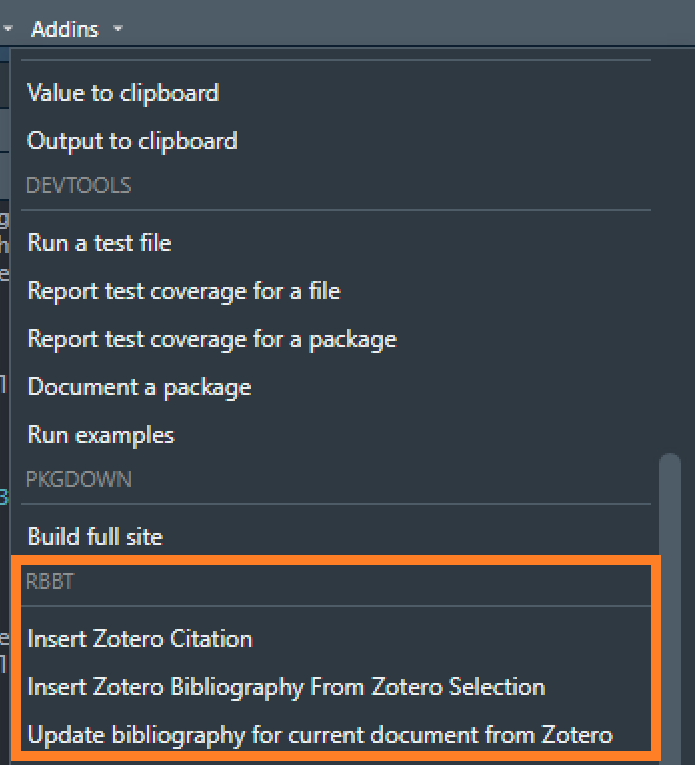 Addins
Value to clipboard
Output to clipboard
DEVTOOLS
Run a test file
Report test coverage for a file
Report test coverage for a package
Document a package
Run examples
PKGDOWN
Build full site
RBBT
Insert Zotero Citation
Insert Zotero Bibliography From Zotero Selection
Update bibliography for current document from Zotero